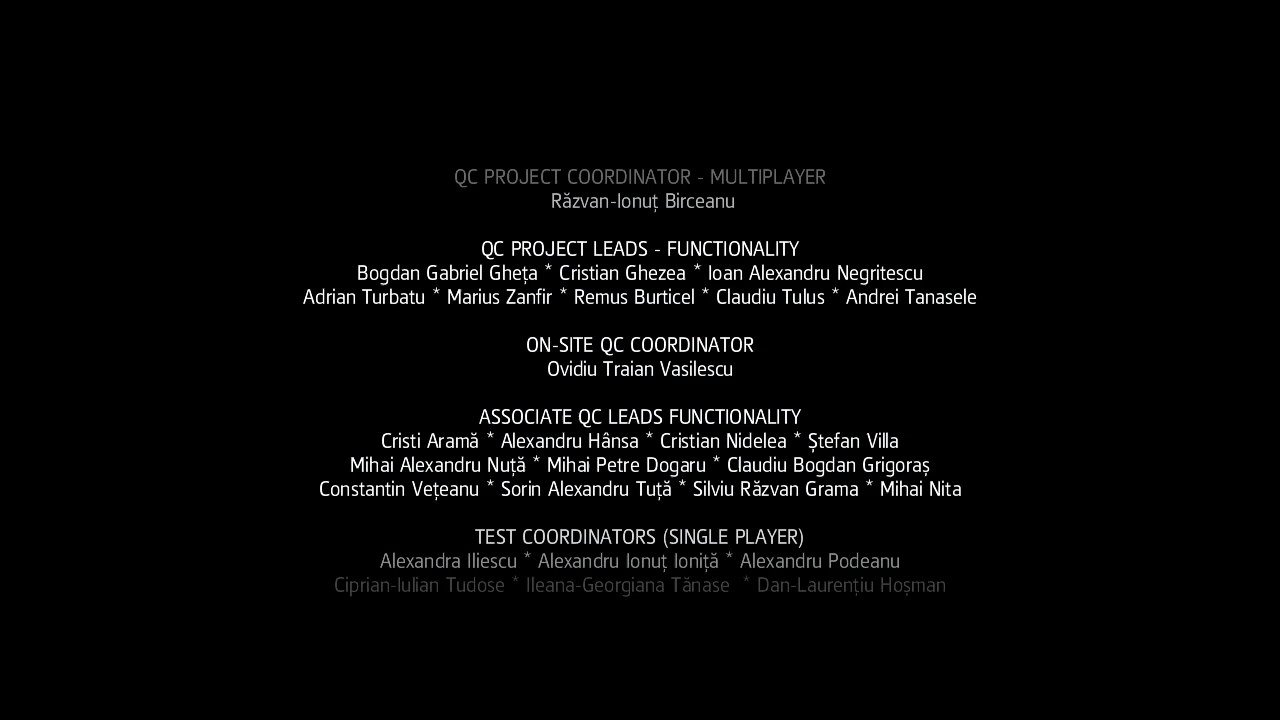 QC PROJECT COORDINATOR - MULTIPLAYER
Răzvan-Ionuț Birceanu
QC PROJECT LEADS - FUNCTIONALITY
Bogdan Gabriel Gheța * Cristian Ghezea * Ioan Alexandru Negritescu
Adrian Turbatu * Marius Zanfir * Remus Burticel * Claudiu Tulus * Andrei Tanasele
ON-SITE QC COORDINATOR
Ovidiu Traian Vasilescu
ASSOCIATE QC LEADS FUNCTIONALITY
Cristi Aramă * Alexandru Hânsa * Cristian Nidelea * Ștefan Villa
Mihai Alexandru Nuță * Mihai Petre Dogaru * Claudiu Bogdan Grigoraș
Constantin Vețeanu * Sorin Alexandru Tuță * Silviu Răzvan Grama * Mihai Nita
TEST COORDINATORS (SINGLE PLAYER)
Alexandra Iliescu * Alexandru Ionuț Ioniță * Alexandru Podeanu
Ciprian-Iulian Tudose * Ileana-Georgiana Tănase * Dan-Laurențiu Hoșman